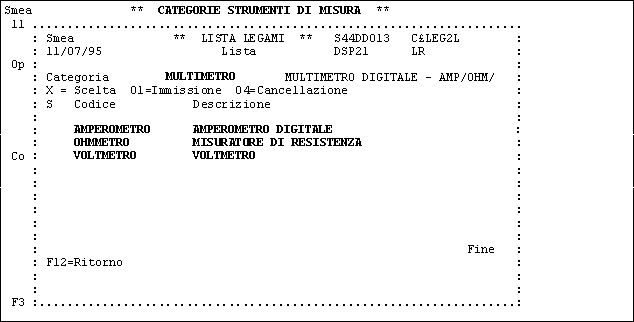 Smea ** CATEGORIE STRUMENTI DI MISURA **
11 :.................................................................:
: Smea ** LISTA LEGAMI ** S44DD013 C&LEG2L :
: 11/07/95 Lista DSP21 LR :
Op : :
: Categoria MULTIMETRO MULTIMETRO DIGITALE - AMP/OHM/ :
: X = Scelta 01=Immissione 04=Cancellazione :
: S Codice Descrizione :
: :
: AMPEROMETRO AMPEROMETRO DIGITALE :
: OHMMETRO MISURATORE DI RESISTENZA :
Co : VOLTMETRO VOLTMETRO :
: :
: :
: :
: :
: :
: :
: Fine :
: F12=Ritorno :
: :
: :
F3 :.................................................................: